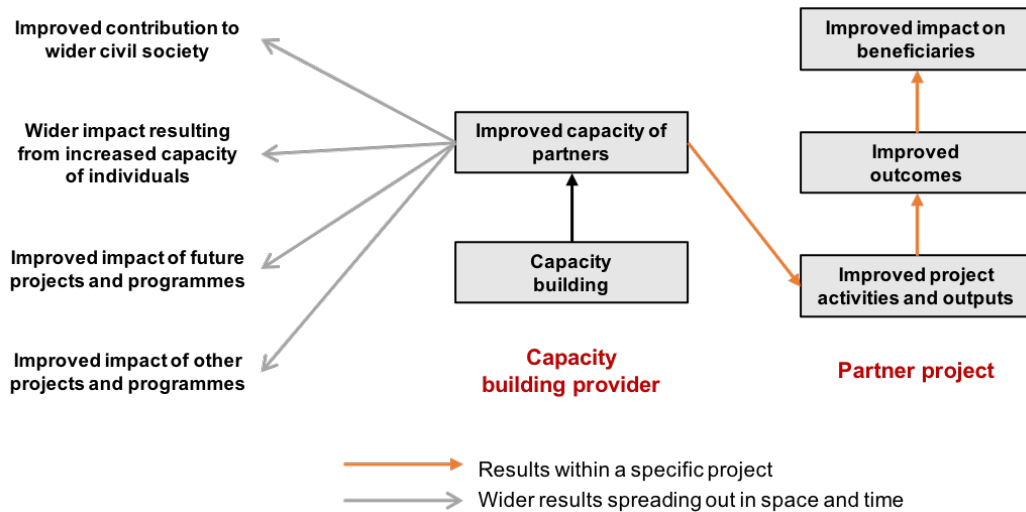 Improved contribution to
wider civil society
Wider impact resulting
from increased capacity
of individuals
Improved impact of future
projects and programmes
Improved impact of other
projects and programmes
Improved capacity of
partners
Capacity
building
Capacity
building provider
Improved impact on
beneficiaries
Improved
outcomes
Improved project
activities and outputs
Partner project
Results within a specific project
Wider results spreading out in space and time